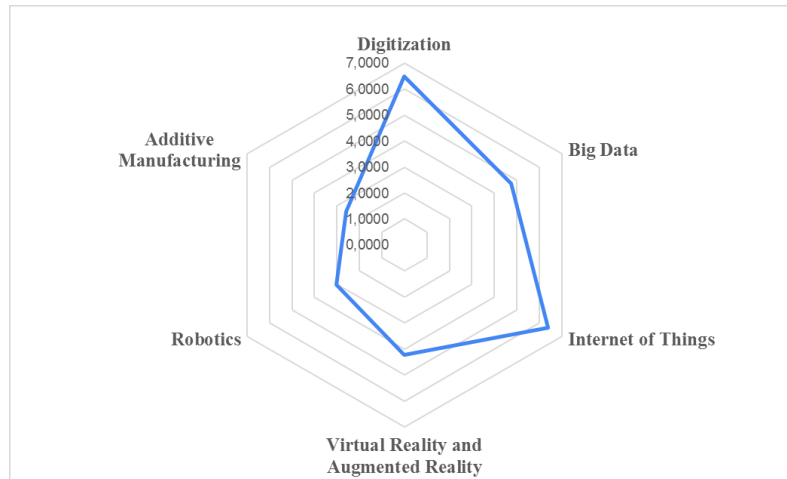 Digitization
7,0000
6,0000
5,0000
4,0000
3,0000
2,0000
1,0000
0,0000
Big Data
Internet of Things
Virtual Reality and
Augmented Reality
Robotics
Additive
Manufacturing